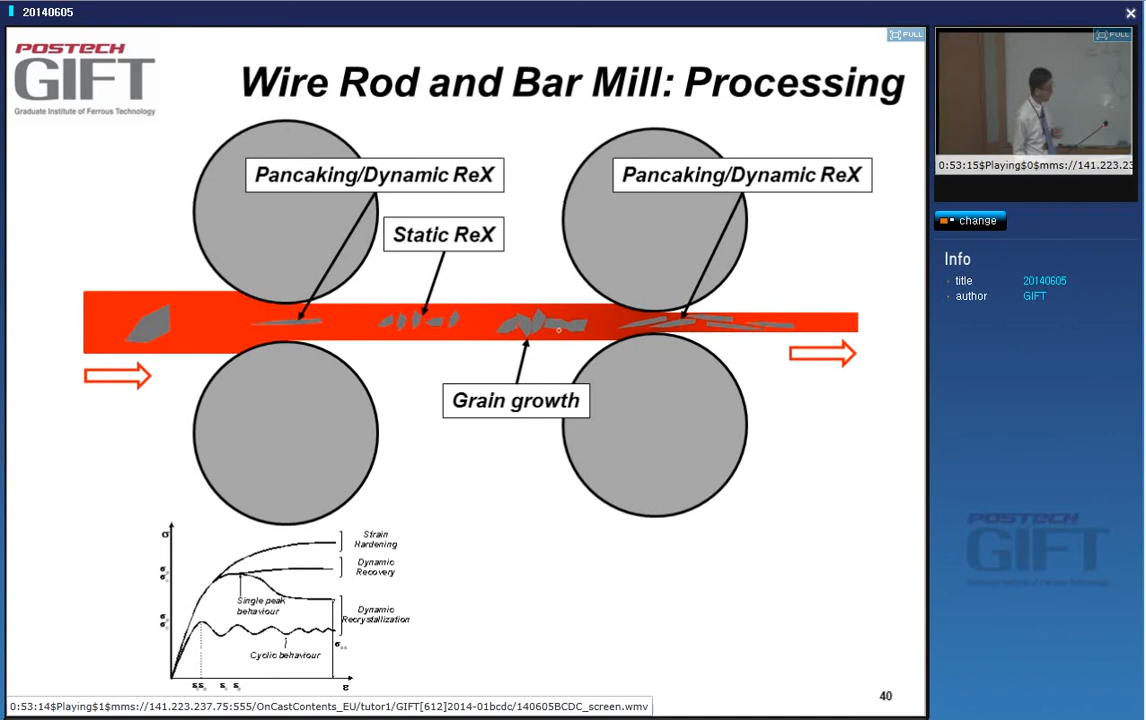 20140605
FULL
FULL
POSTECH
GIFT
Graduate Institute of Ferrous Technology
Wire Rod and Bar Mill: Processing
Pancaking/Dynamic ReX
Pancaking/Dynamic ReX
Static ReX
Grain growth
σ
Strain
Hardening
Dynamic
Recovery
Single peak
behaviour
Dynamic
Recrystallization
Cyclic behaviour
ε
40
0:53:14$Playing$1$mms://141.223.237.75:555/OnCastContents_EU/tutor1/GIFT[612]2014-01bcdc/140605BCDC_screen.wmv
0:53:15$Playing$0$mms://141.223.23
change
Info
title 20140605
author GIFT
POSTECH
GIFT